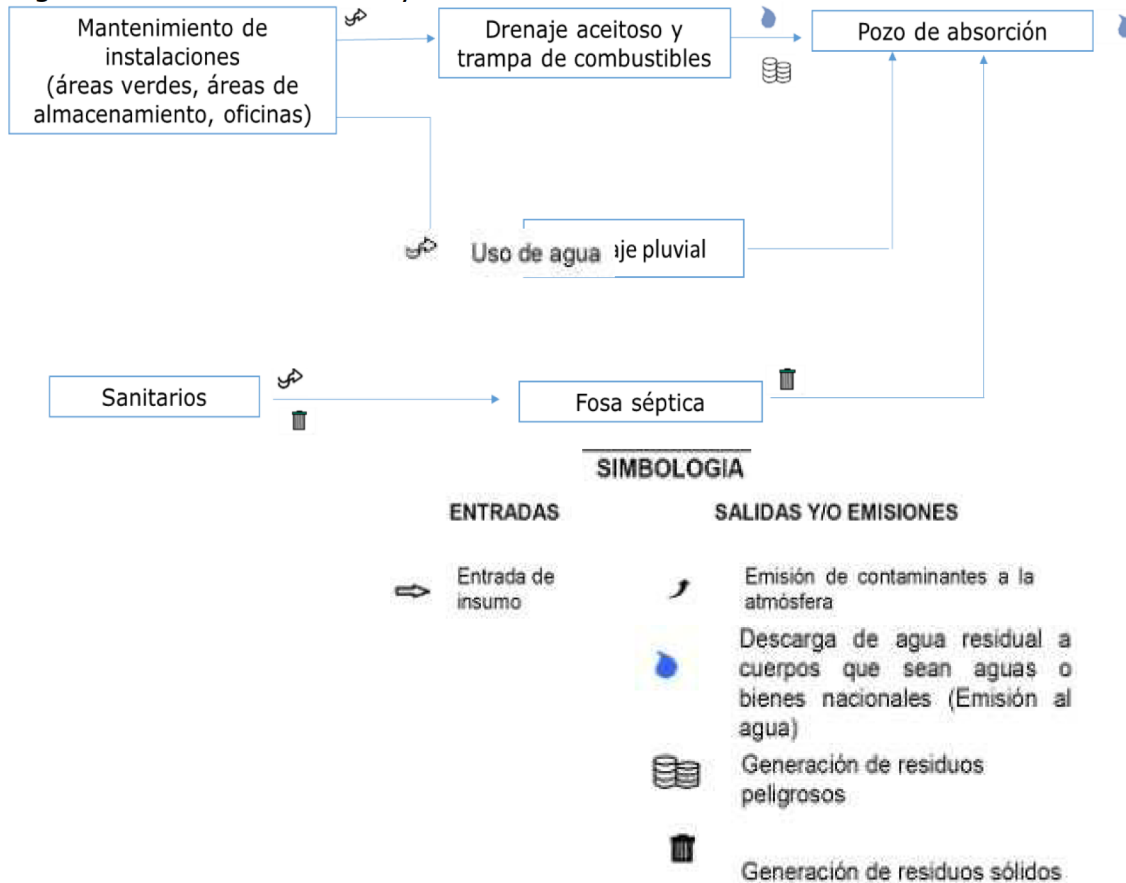 Mantenimiento de
instalaciones
(áreas verdes, áreas de
almacenamiento, oficinas)
Drenaje aceitoso y
trampa de combustibles
Pozo de absorción
Uso de agua
aje pluvial
Sanitarios
Fosa séptica
SIMBOLOGIA
ENTRADAS
SALIDAS Y/O EMISIONES
Entrada de
insumo
Emisión de contaminantes a la
atmósfera
Descarga de agua residual a
cuerpos que sean aguas o
bienes nacionales (Emisión al
agua)
Generación de residuos
peligrosos
Generación de residuos sólidos